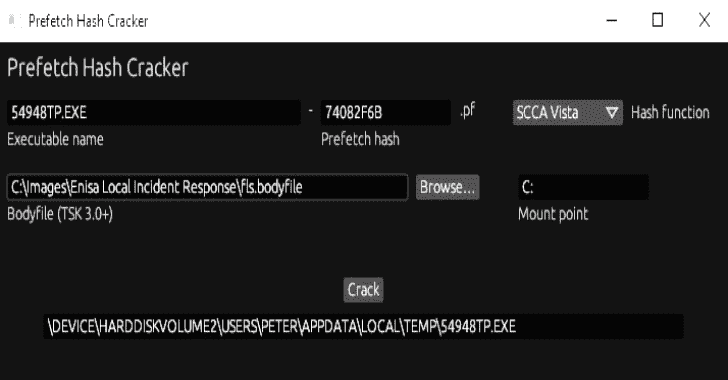 Prefetch Hash Cracker
Prefetch Hash Cracker
54948TP.EXE - 74082F6B .pf SCCA Vista Hash function
Executable name Prefetch hash
C:\Images\Enisa Local Incident Response\fls.bodyfile Browse... C:
Bodyfile (TSK 3.0+) Mount point
Crack
\DEVICE\HARDDISKVOLUME2\USERS\PETER\APPDATA\LOCAL\TEMP\54948TP.EXE